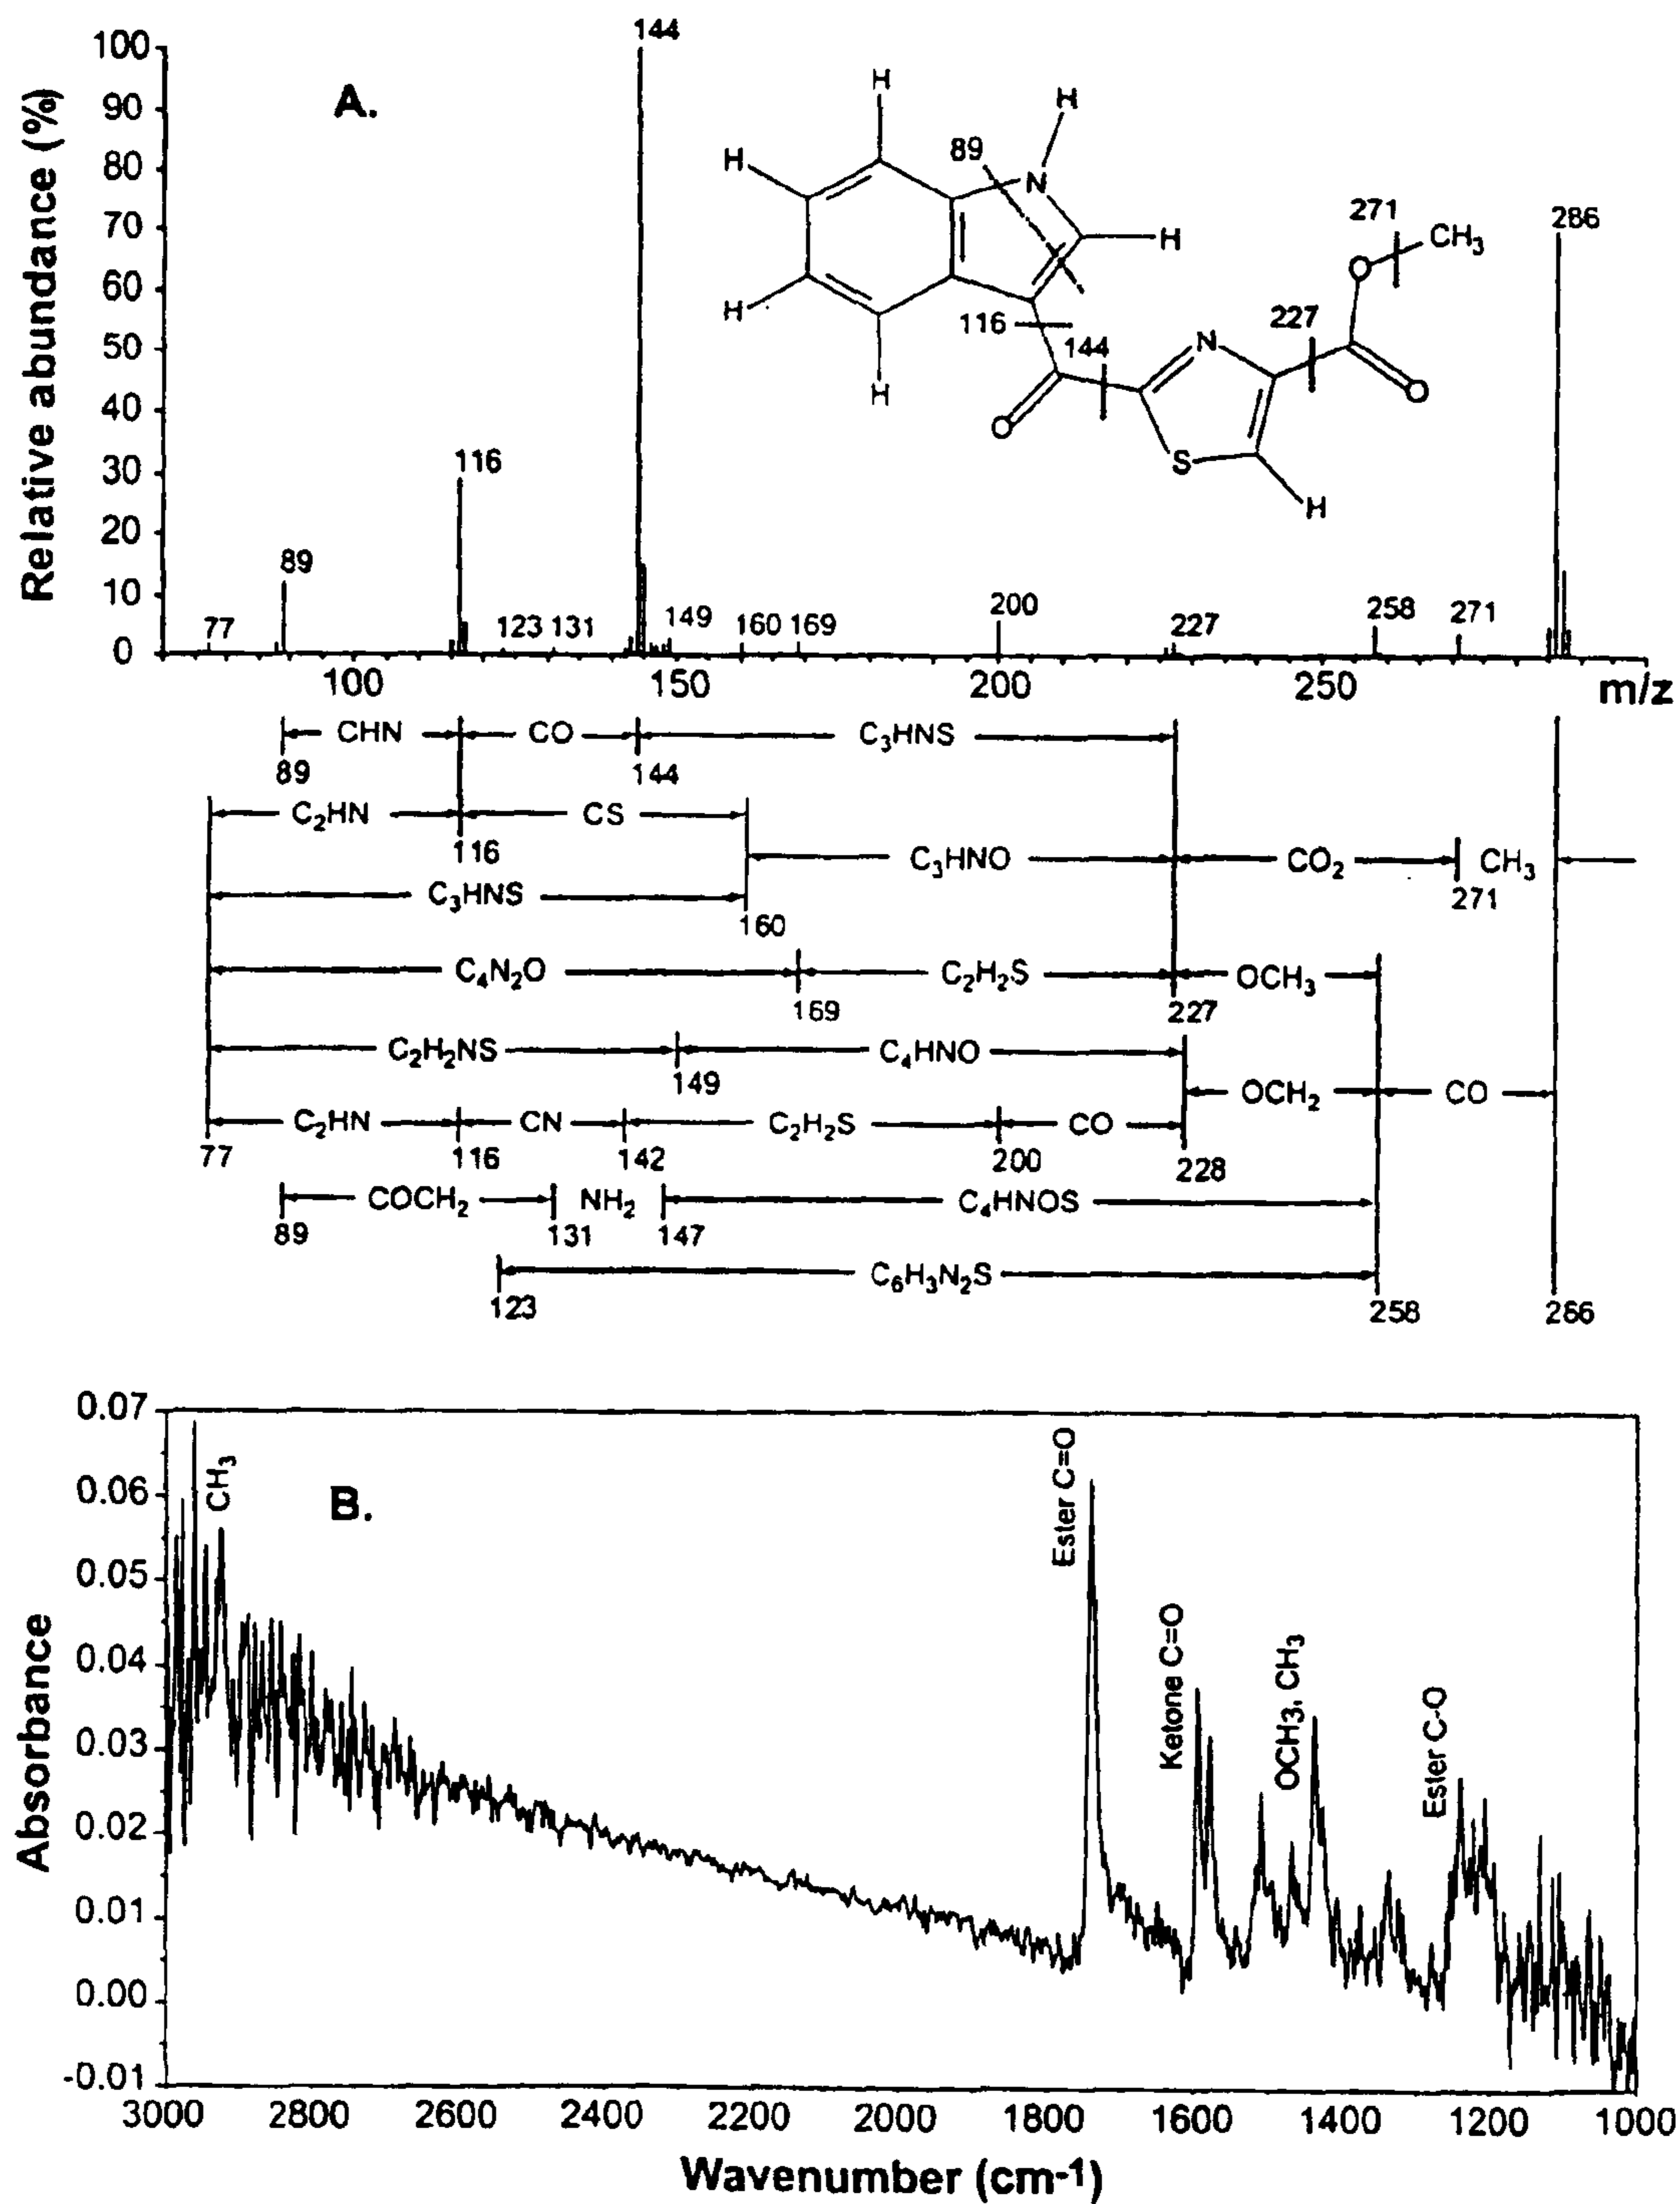 Relative abundance (%)
100
90
80
70
60
50
40
30
20
10
0
A.
77
89
116
123 131
144
149
160 169
200
227
258
271
286
100
150
200
250
m/z
H
H
H
H
H
N
H
89
116
144
O
N
S
H
227
O
O
271
CH3
CHN
CO
C3HNS
89
144
C2HN
CS
116
C3HNO
CO2
CH3
C3HNS
271
160
C4N2O
C2H2S
OCH3
169
227
C2H2NS
C4HNO
149
OCH2
CO
C2HN
CN
C2H2S
CO
77
116
142
200
228
COCH2
NH2
C4HNOS
89
131
147
C6H3N2S
123
258
286
Absorbance
0.07
0.06
0.05
0.04
0.03
0.02
0.01
0.00
-0.01
B.
CH3
Ester C=O
Ketone C=O
OCH3, CH3
Ester C-O
3000
2800
2600
2400
2200
2000
1800
1600
1400
1200
1000
Wavenumber (cm-1)